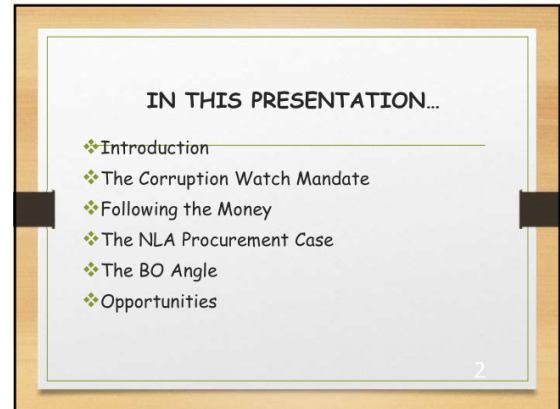 IN THIS PRESENTATION…
❖Introduction
❖The Corruption Watch Mandate
❖Following the Money
❖The NLA Procurement Case
❖The BO Angle
❖Opportunities
2